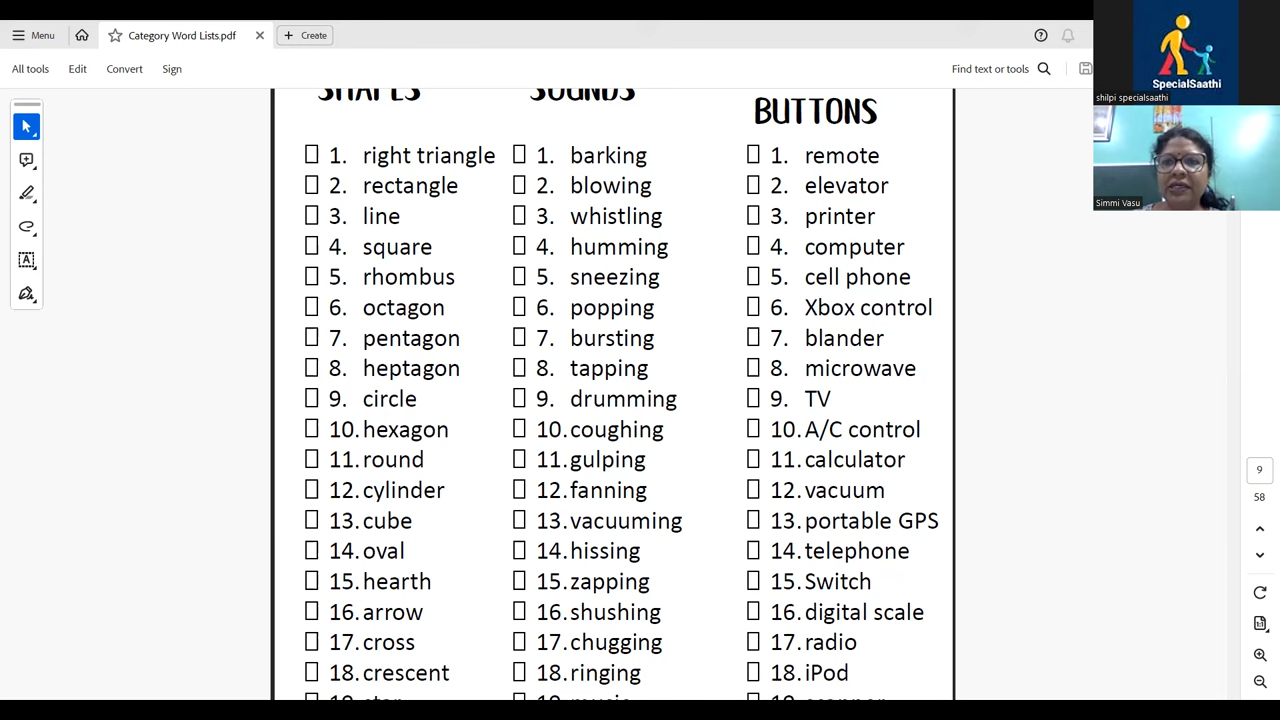 Menu
Category Word Lists.pdf
Create
All tools
Edit
Convert
Sign
Find text or tools
SHAPES
1. right triangle
2. rectangle
3. line
4. square
5. rhombus
6. octagon
7. pentagon
8. heptagon
9. circle
10. hexagon
11. round
12. cylinder
13. cube
14. oval
15. hearth
16. arrow
17. cross
18. crescent
SOUNDS
1. barking
2. blowing
3. whistling
4. humming
5. sneezing
6. popping
7. bursting
8. tapping
9. drumming
10. coughing
11. gulping
12. fanning
13. vacuuming
14. hissing
15. zapping
16. shushing
17. chugging
18. ringing
BUTTONS
1. remote
2. elevator
3. printer
4. computer
5. cell phone
6. Xbox control
7. blander
8. microwave
9. TV
10. A/C control
11. calculator
12. vacuum
13. portable GPS
14. telephone
15. Switch
16. digital scale
17. radio
18. iPod
SpecialSaathi
shilpi specialsaathi
Simmi Vasu
9
58